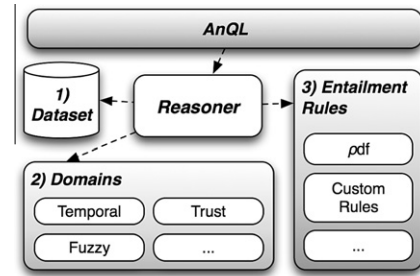 AnQL
1)
Dataset
Reasoner
3) Entailment
Rules
ρdf
Custom
Rules
...
2) Domains
Temporal
Trust
Fuzzy
...